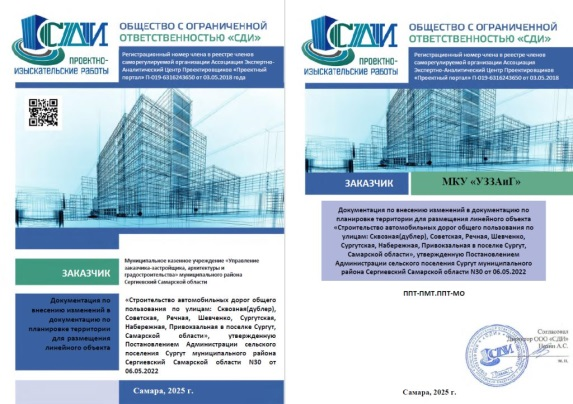 СДИ
ПРОЕКТНО-
ИЗЫСКАТЕЛЬСКИЕ РАБОТЫ
ОБЩЕСТВО С ОГРАНИЧЕННОЙ
ОТВЕТСТВЕННОСТЬЮ «СДИ»
Регистрационный номер члена в реестре членов
саморегулируемой организации Ассоциация Экспертно-
Аналитический Центр Проектировщиков «Проектный
портал» П-019-6316243650 от 03.05.2018 года
ЗАКАЗЧИК
Муниципальное казенное учреждение «Управление
заказчика-застройщика, архитектуры и
градостроительства» муниципального района
Сергиевский Самарской области
Документация по
внесению изменений в
документацию по
планировке территории
для размещения
линейного объекта
«Строительство автомобильных дорог общего
пользования по улицам: Сквозная(дублер),
Советская, Речная, Шевченко, Сургутская,
Набережная, Привокзальная в поселке Сургут,
Самарской области», утвержденную
Постановлением Администрации сельского
поселения Сургут муниципального района
Сергиевский Самарской области N30 от
06.05.2022
Самара, 2025 г.
СДИ
ПРОЕКТНО-
ИЗЫСКАТЕЛЬСКИЕ РАБОТЫ
ОБЩЕСТВО С ОГРАНИЧЕННОЙ
ОТВЕТСТВЕННОСТЬЮ «СДИ»
Регистрационный номер члена в реестре членов
саморегулируемой организации Ассоциация
Экспертно-Аналитический Центр Проектировщиков
«Проектный портал» П-019-6316243650 от 03.05.2018
ЗАКАЗЧИК
МКУ «УЗЗАиГ»
Документация по внесению изменений в документацию по
планировке территории для размещения линейного объекта
«Строительство автомобильных дорог общего пользования по
улицам: Сквозная(дублер), Советская, Речная, Шевченко,
Сургутская, Набережная, Привокзальная в поселке Сургут,
Самарской области», утвержденную Постановлением
Администрации сельского поселения Сургут муниципального
района Сергиевский Самарской области N30 от 06.05.2022
ППТ-ПМТ.ППТ-МО
Согласовал
Директор ООО «СДИ»
А.С.
м.п.
СДИ
Самара, 2025 г.